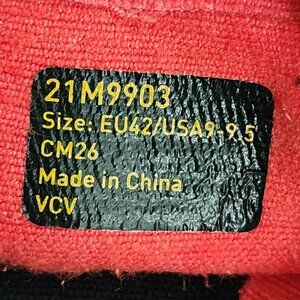 21M9903
Size: EU42/USA9-9.5
CM26
Made in China
VCV